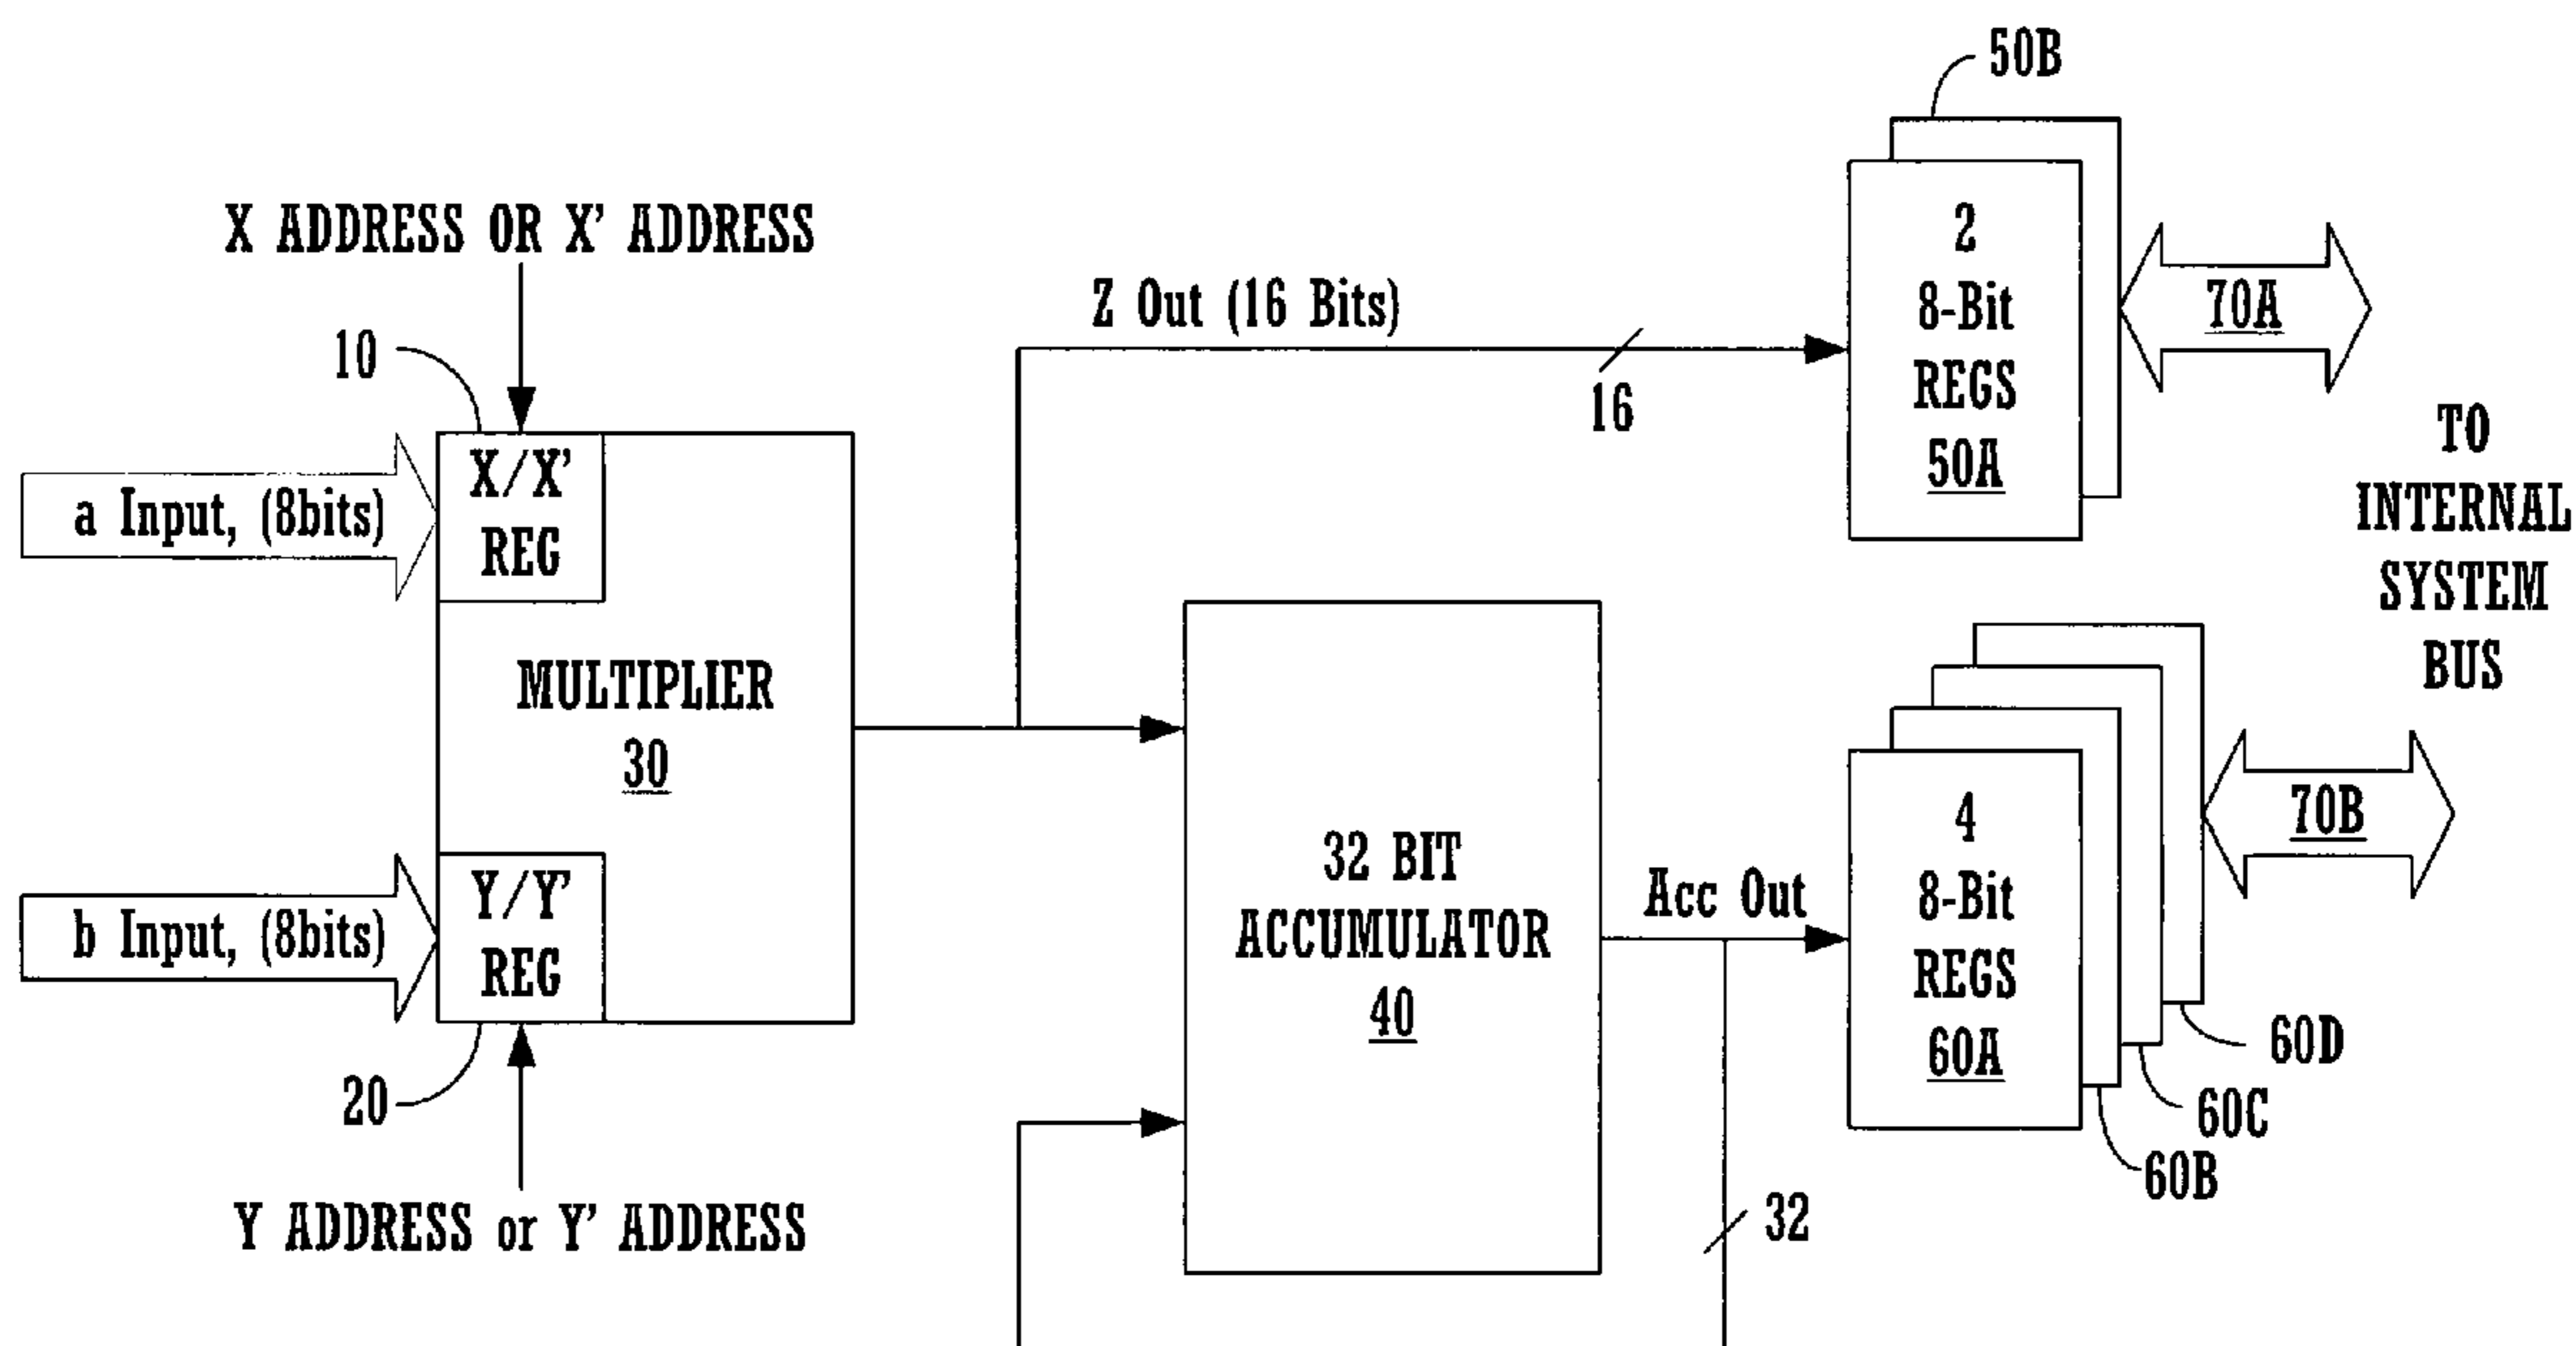 50B
X ADDRESS OR X' ADDRESS
10
a Input, (8bits)
X/X'
REG
MULTIPLIER
30
b Input, (8bits)
Y/Y'
REG
20
Y ADDRESS or Y' ADDRESS
Z Out (16 Bits)
16
2
8-Bit
REGS
50A
70A
TO
INTERNAL
SYSTEM
BUS
32 BIT
ACCUMULATOR
40
Acc Out
32
4
8-Bit
REGS
60A
70B
60D
60C
60B